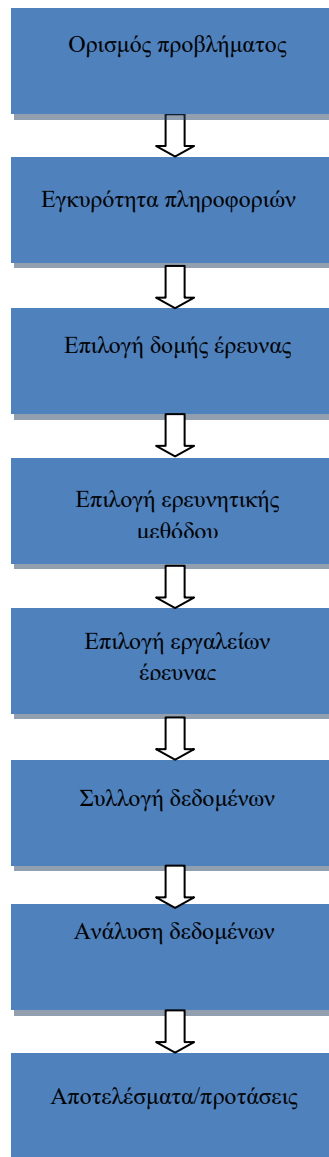 Ορισμός προβλήματος
Εγκυρότητα πληροφοριών
Επιλογή δομής έρευνας
Επιλογή ερευνητικής
μεθόδου
Επιλογή εργαλείων
έρευνας
Συλλογή δεδομένων
Ανάλυση δεδομένων
Αποτελέσματα/προτάσεις